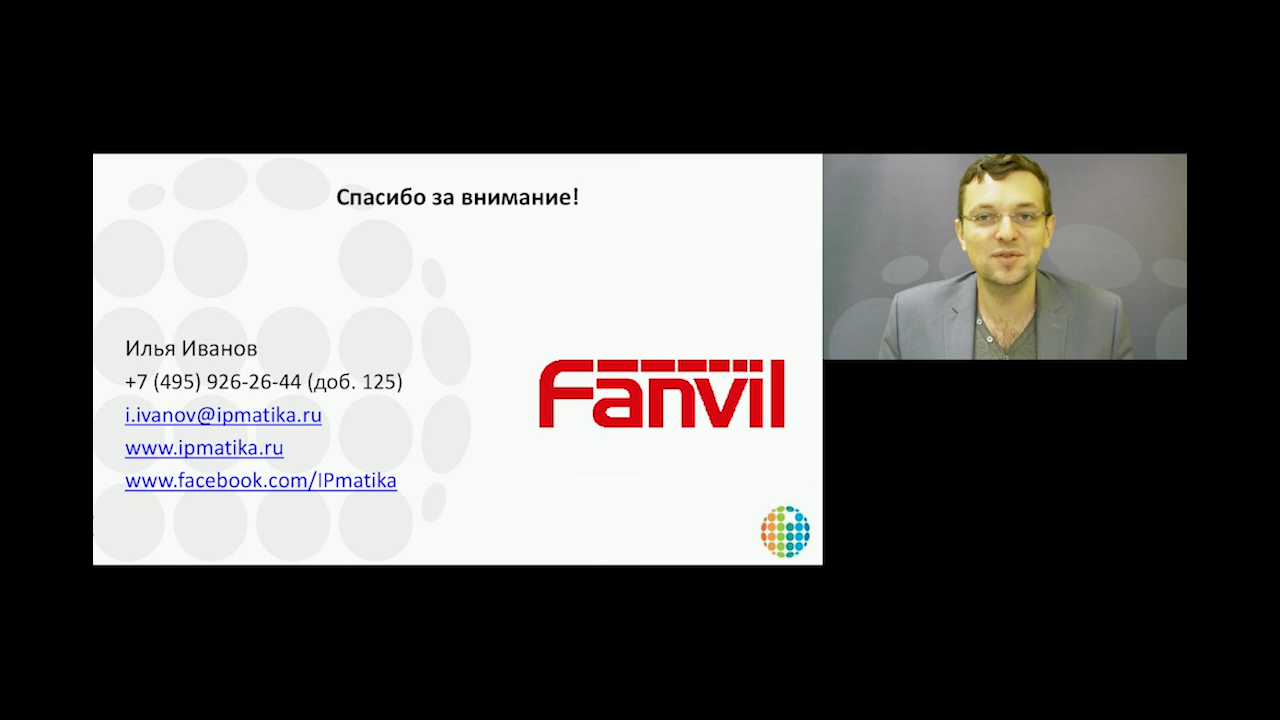 Спасибо за внимание!
Илья Иванов
+7 (495) 926-26-44 (доб. 125)
i.ivanov@ipmatika.ru
www.ipmatika.ru
www.facebook.com/IPmatika
Fanvil